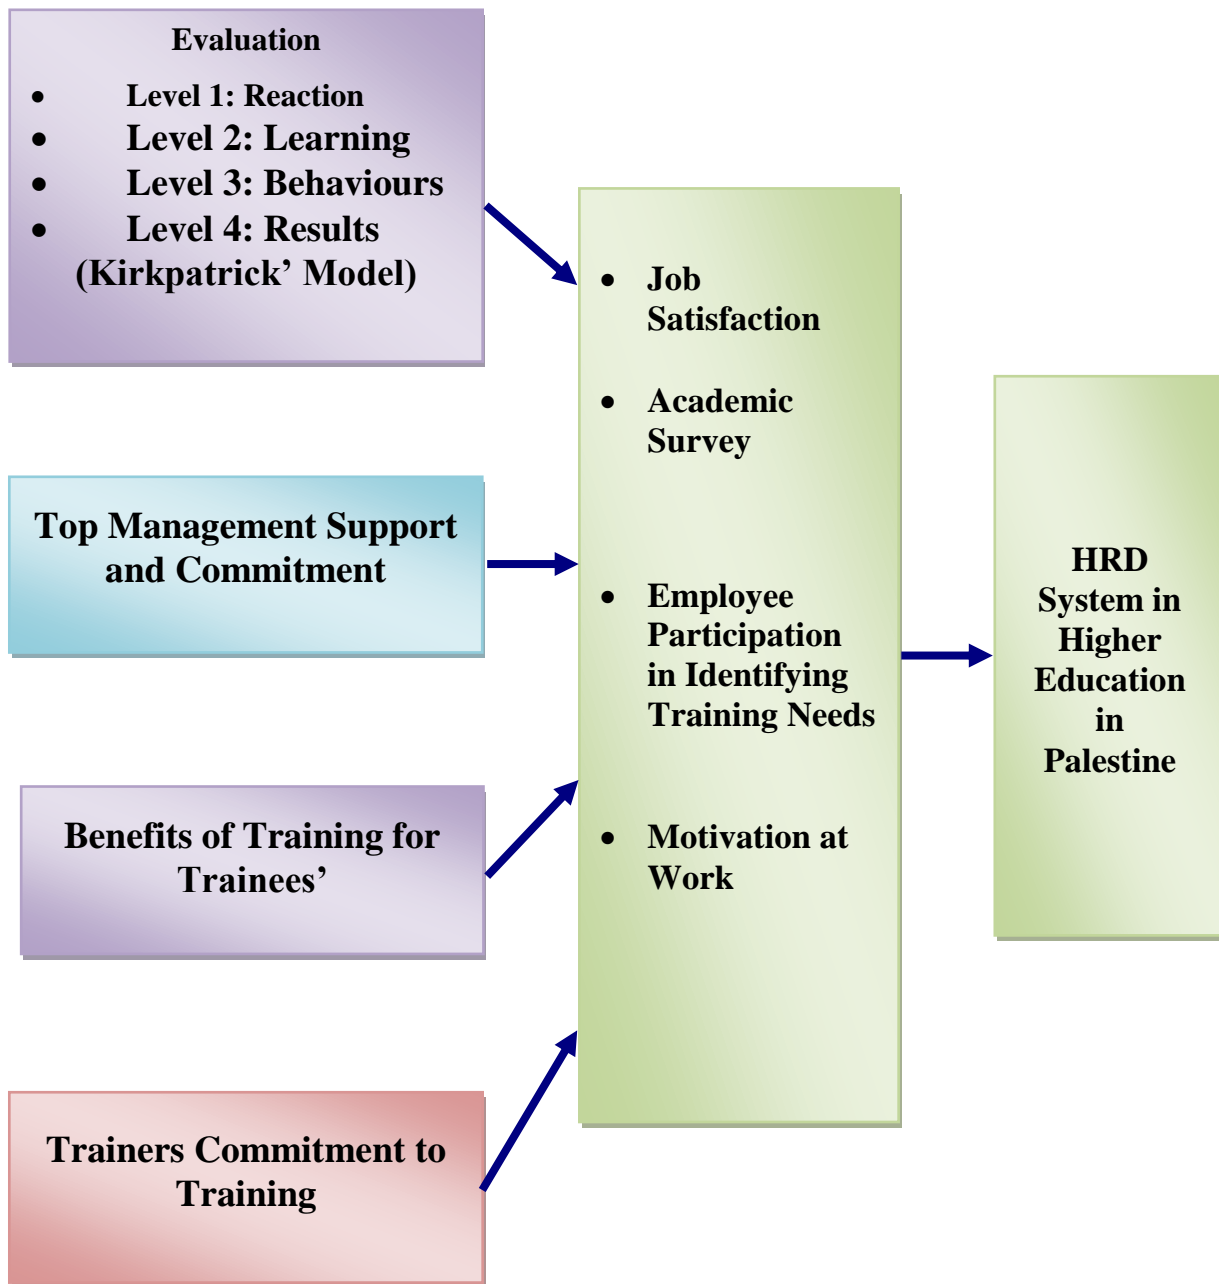 Evaluation
• Level 1: Reaction
• Level 2: Learning
• Level 3: Behaviours
• Level 4: Results
(Kirkpatrick’ Model)
Top Management Support
and Commitment
Benefits of Training for
Trainees’
Trainers Commitment to
Training
• Job
Satisfaction
• Academic
Survey
• Employee
Participation
in Identifying
Training Needs
• Motivation at
Work
HRD
System in
Higher
Education
in
Palestine